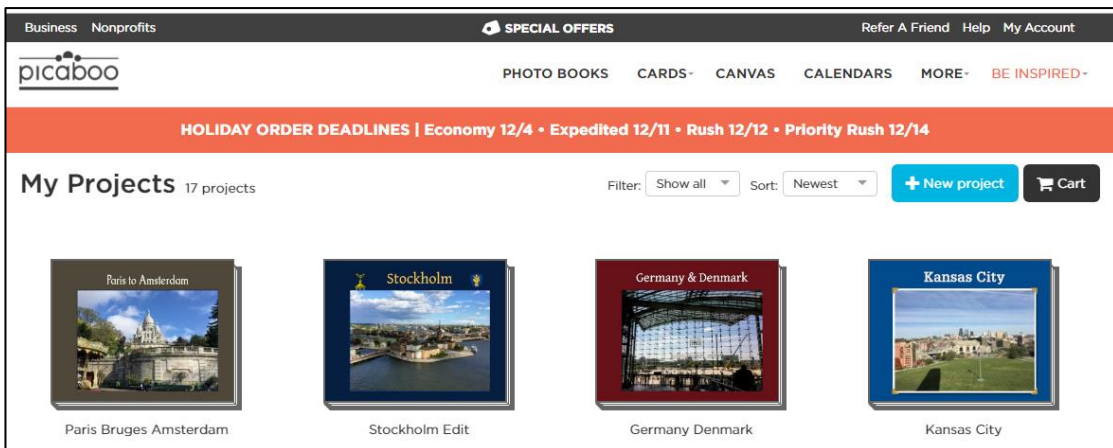 Business Nonprofits SPECIAL OFFERS Refer A Friend Help My Account
picaboo PHOTO BOOKS CARDS CANVAS CALENDARS MORE BE INSPIRED
HOLIDAY ORDER DEADLINES | Economy 12/4 • Expedited 12/11 • Rush 12/12 • Priority Rush 12/14
My Projects 17 projects Filter: Show all Sort: Newest + New project Cart
Paris to Amsterdam Stockholm Germany & Denmark Kansas City
Paris Bruges Amsterdam Stockholm Edit Germany Denmark Kansas City